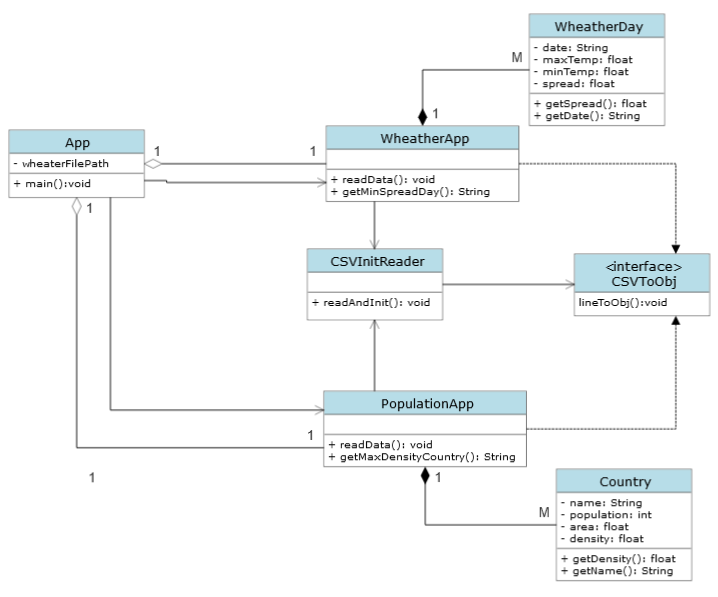 WheatherDay
- date: String
- maxTemp: float
- minTemp: float
- spread: float
+ getSpread(): float
+ getDate(): String
M
1
App
- wheaterFilePath
+ main():void
1
1
1
WheatherApp
+ readData(): void
+ getMinSpreadDay(): String
CSVInitReader
+ readAndInit(): void
<interface>
CSVToObj
lineToObj():void
PopulationApp
+ readData(): void
+ getMaxDensityCountry(): String
1
1
1
M
Country
- name: String
- population: int
- area: float
- density: float
+ getDensity(): float
+ getName(): String